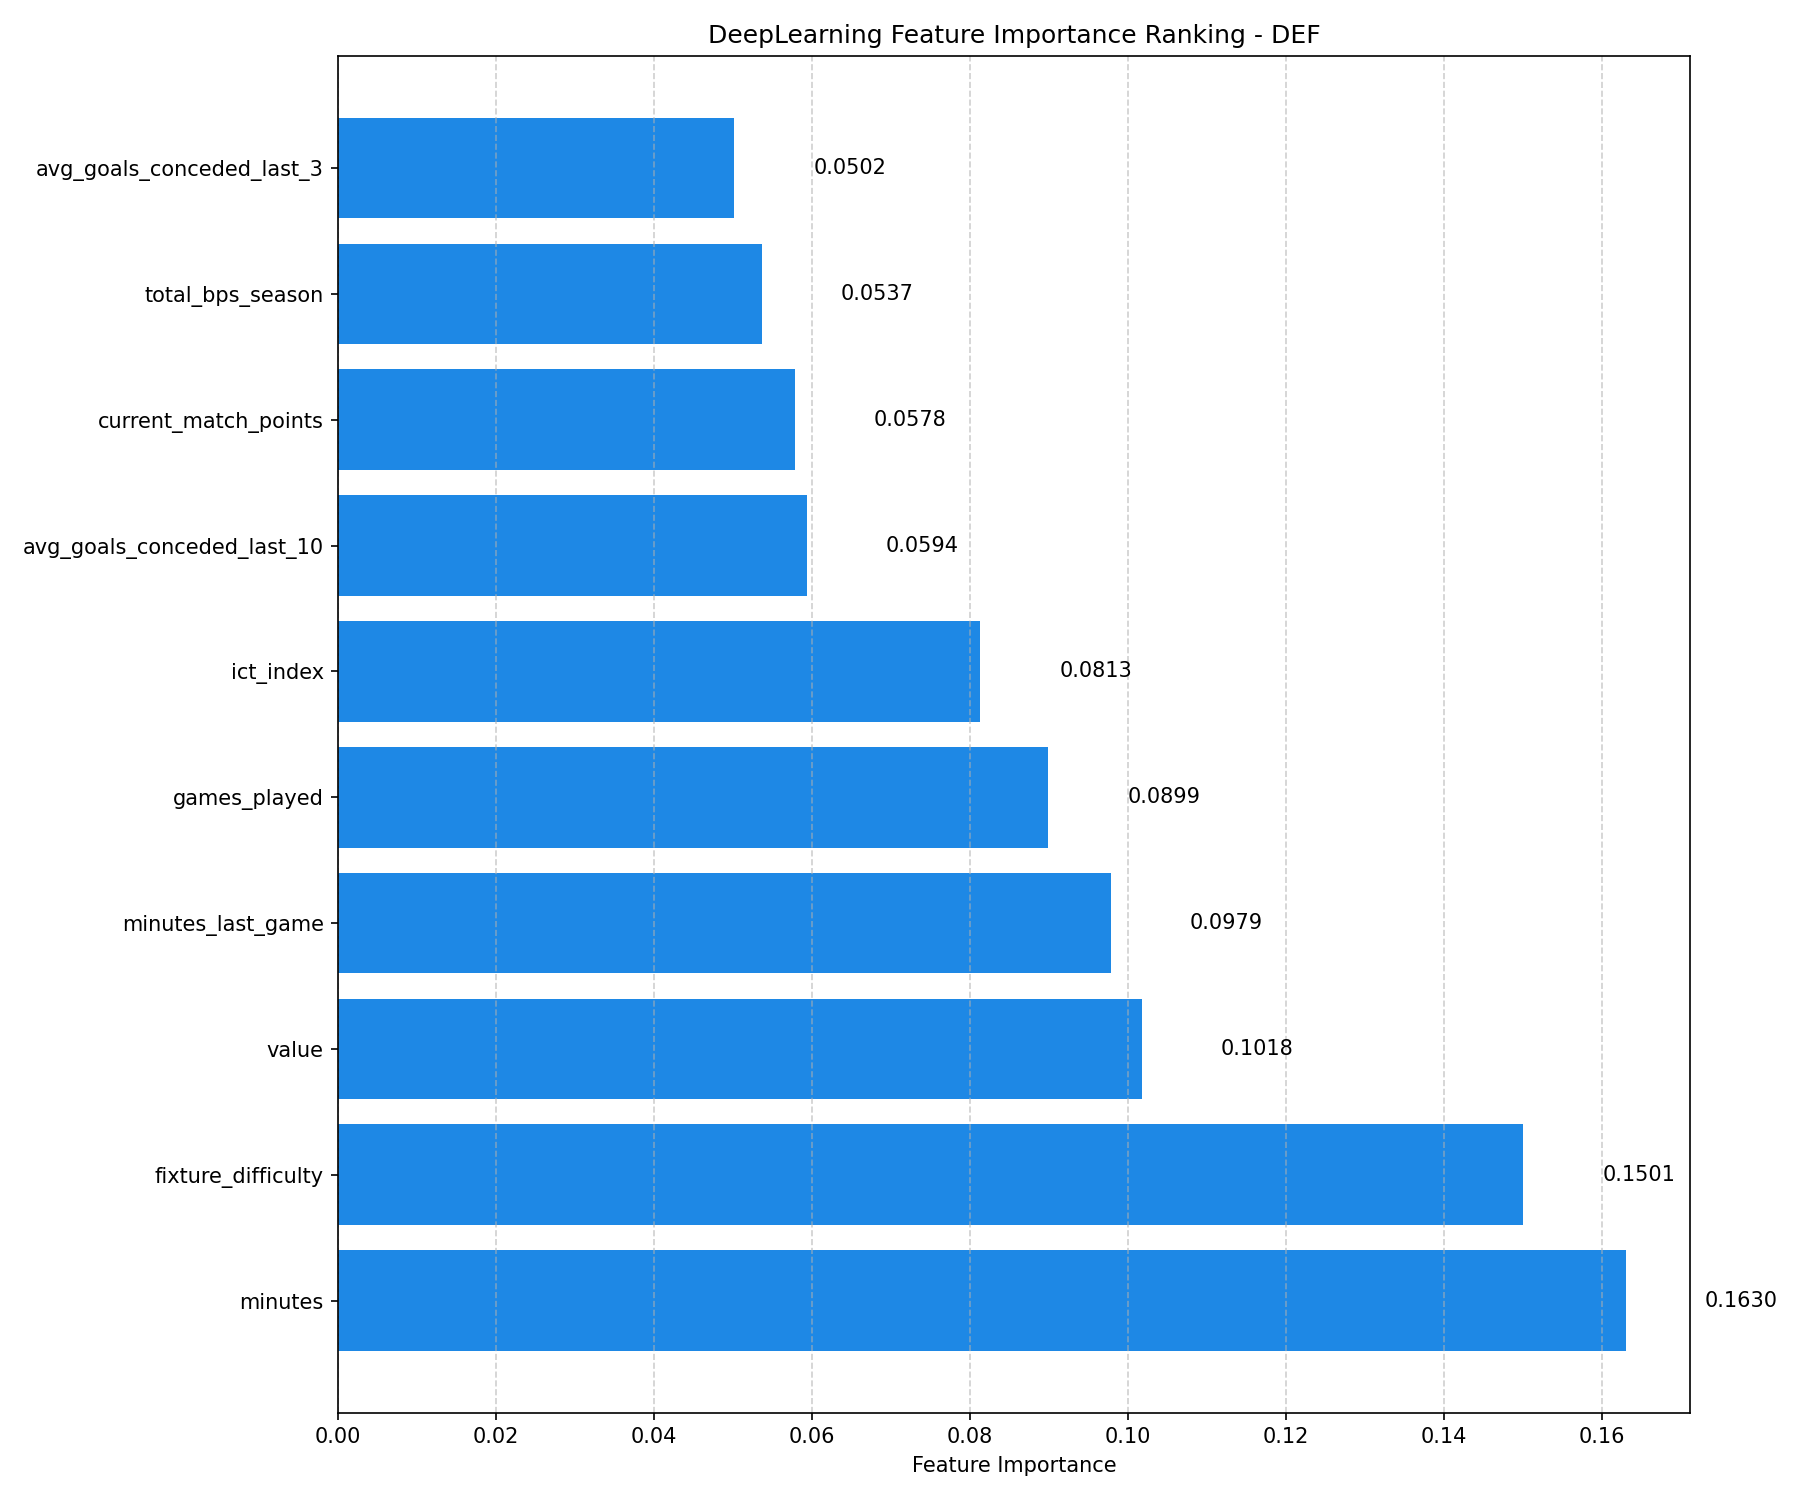 DeepLearning Feature Importance Ranking - DEF
avg_goals_conceded_last_3 0.0502
total_bps_season 0.0537
current_match_points 0.0578
avg_goals_conceded_last_10 0.0594
ict_index 0.0813
games_played 0.0899
minutes_last_game 0.0979
value 0.1018
fixture_difficulty 0.1501
minutes 0.1630
0.00 0.02 0.04 0.06 0.08 0.10 0.12 0.14 0.16
Feature Importance